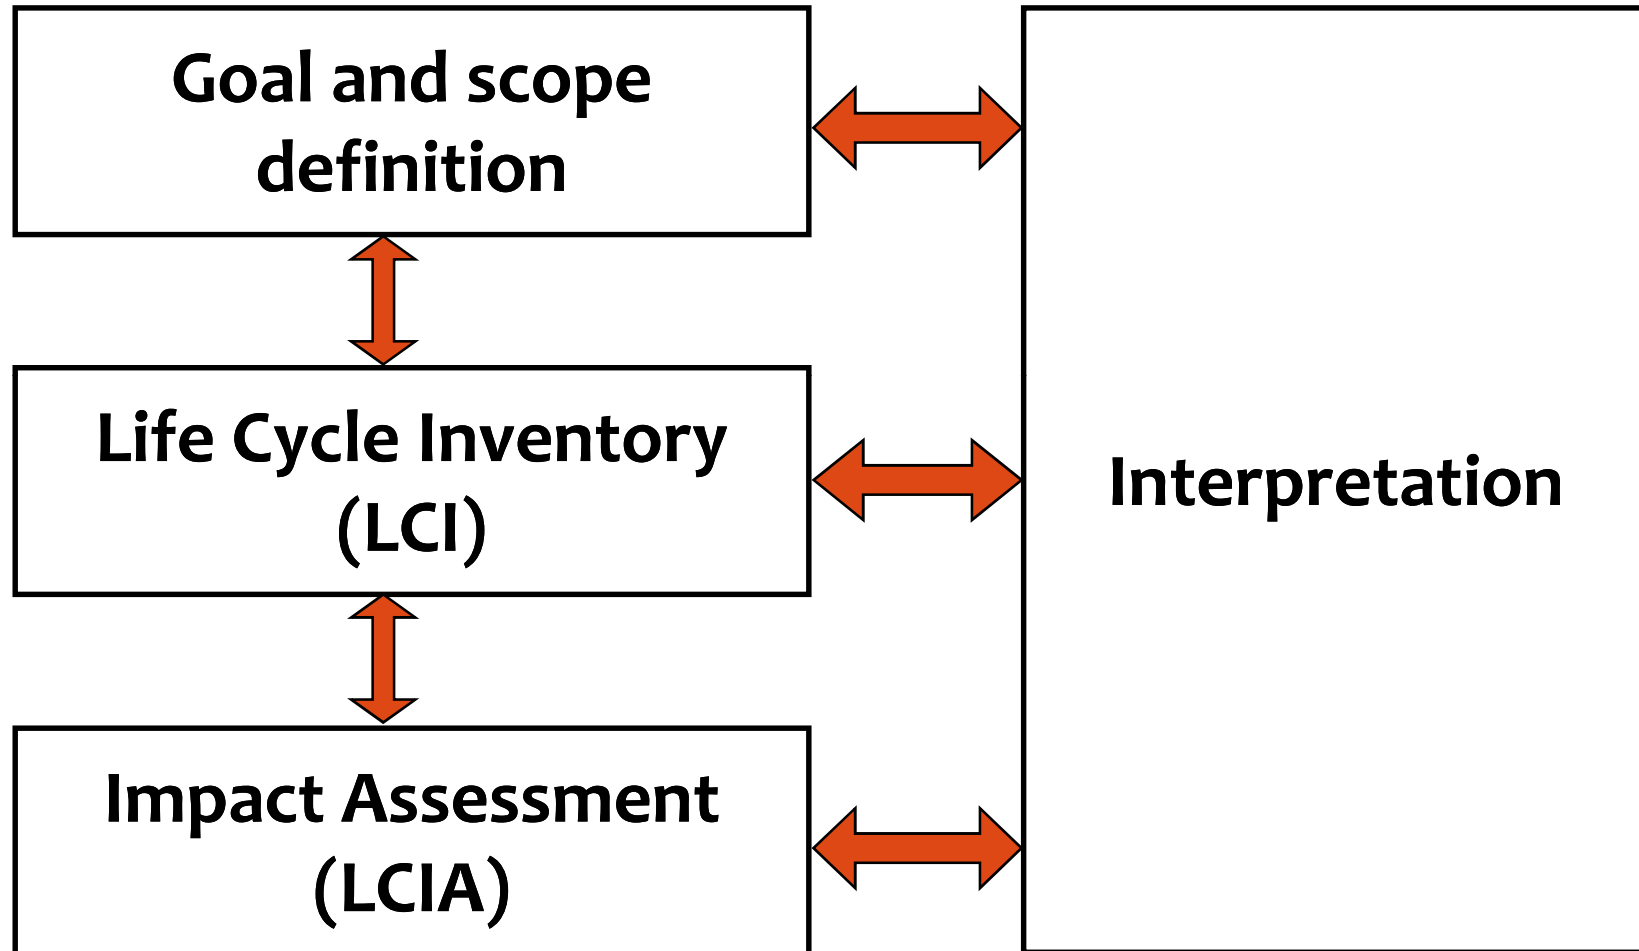 Goal and scope
definition
Life Cycle Inventory
(LCI)
Interpretation
Impact Assessment
(LCIA)